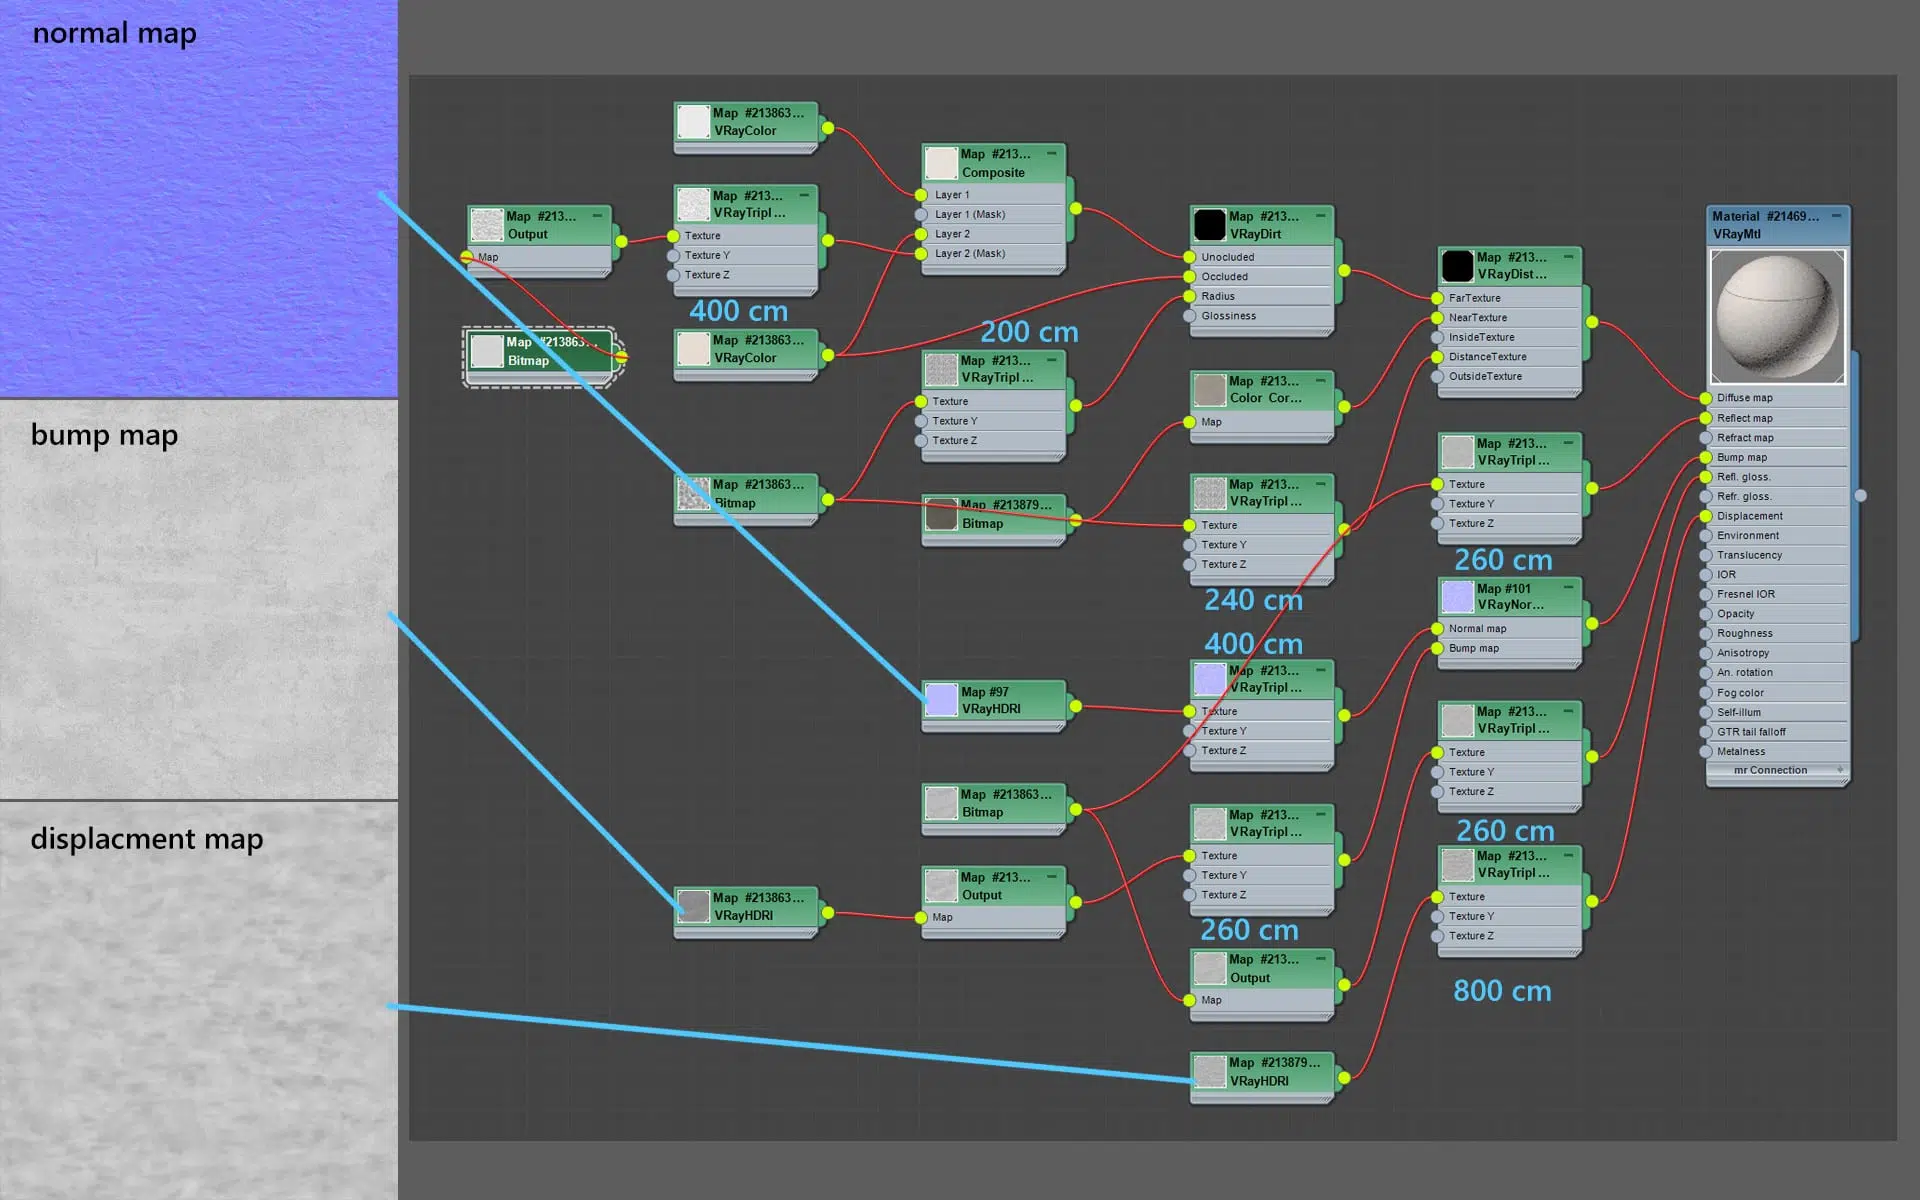 normal map
bump map
displacment map
Map #213...
Output
Map
Map #213863...
Bitmap
Map #213863...
VRayColor
Map #213...
VRayTripl...
Texture
Texture Y
Texture Z
400 cm
Map #213863...
VRayColor
Map #213863...
Bitmap
Map #213863...
VRayHDRI
Map #213...
Composite
Layer 1
Layer 1 (Mask)
Layer 2
Layer 2 (Mask)
200 cm
Map #213...
VRayTripl...
Texture
Texture Y
Texture Z
Map #213879...
Bitmap
Map #97
VRayHDRI
Map #213863...
Bitmap
Map #213...
Output
Map
Map #213...
VRayDirt
Unocluded
Occluded
Radius
Glossiness
Map #213...
Color Cor...
Map
Map #213...
VRayTripl...
Texture
Texture Y
Texture Z
240 cm
400 cm
Map #213...
VRayTripl...
Texture
Texture Y
Texture Z
Map #213...
VRayTripl...
Texture
Texture Y
Texture Z
260 cm
Map #213...
Output
Map
Map #213879...
VRayHDRI
Map #213...
VRayDist...
FarTexture
NearTexture
InsideTexture
DistanceTexture
OutsideTexture
Map #213...
VRayTripl...
Texture
Texture Y
Texture Z
260 cm
Map #101
VRayNor...
Normal map
Bump map
Map #213...
VRayTripl...
Texture
Texture Y
Texture Z
260 cm
Map #213...
VRayTripl...
Texture
Texture Y
Texture Z
800 cm
Material #21469...
VRayMtl
Diffuse map
Reflect map
Refract map
Bump map
Refl. gloss.
Refr. gloss.
Displacement
Environment
Translucency
IOR
Fresnel IOR
Opacity
Roughness
Anisotropy
An. rotation
Fog color
Self-illum
GTR tail falloff
Metalness
mr Connection